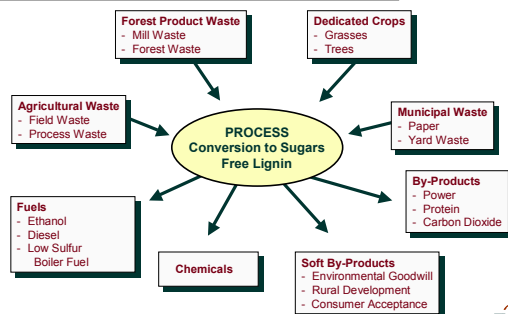 Forest Product Waste
- Mill Waste
- Forest Waste
Dedicated Crops
- Grasses
- Trees
Agricultural Waste
- Field Waste
- Process Waste
PROCESS
Conversion to Sugars
Free Lignin
Municipal Waste
- Paper
- Yard Waste
Fuels
- Ethanol
- Diesel
- Low Sulfur
Boiler Fuel
Chemicals
Soft By-Products
- Environmental Goodwill
- Rural Development
- Consumer Acceptance
By-Products
- Power
- Protein
- Carbon Dioxide